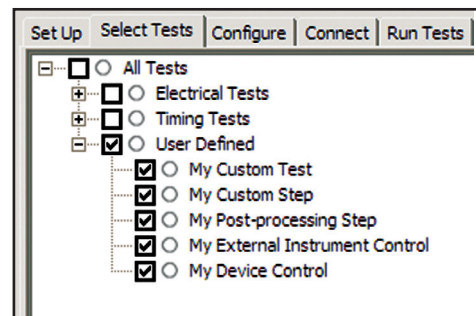 Set Up Select Tests Configure Connect Run Tests
All Tests
Electrical Tests
Timing Tests
User Defined
My Custom Test
My Custom Step
My Post-processing Step
My External Instrument Control
My Device Control